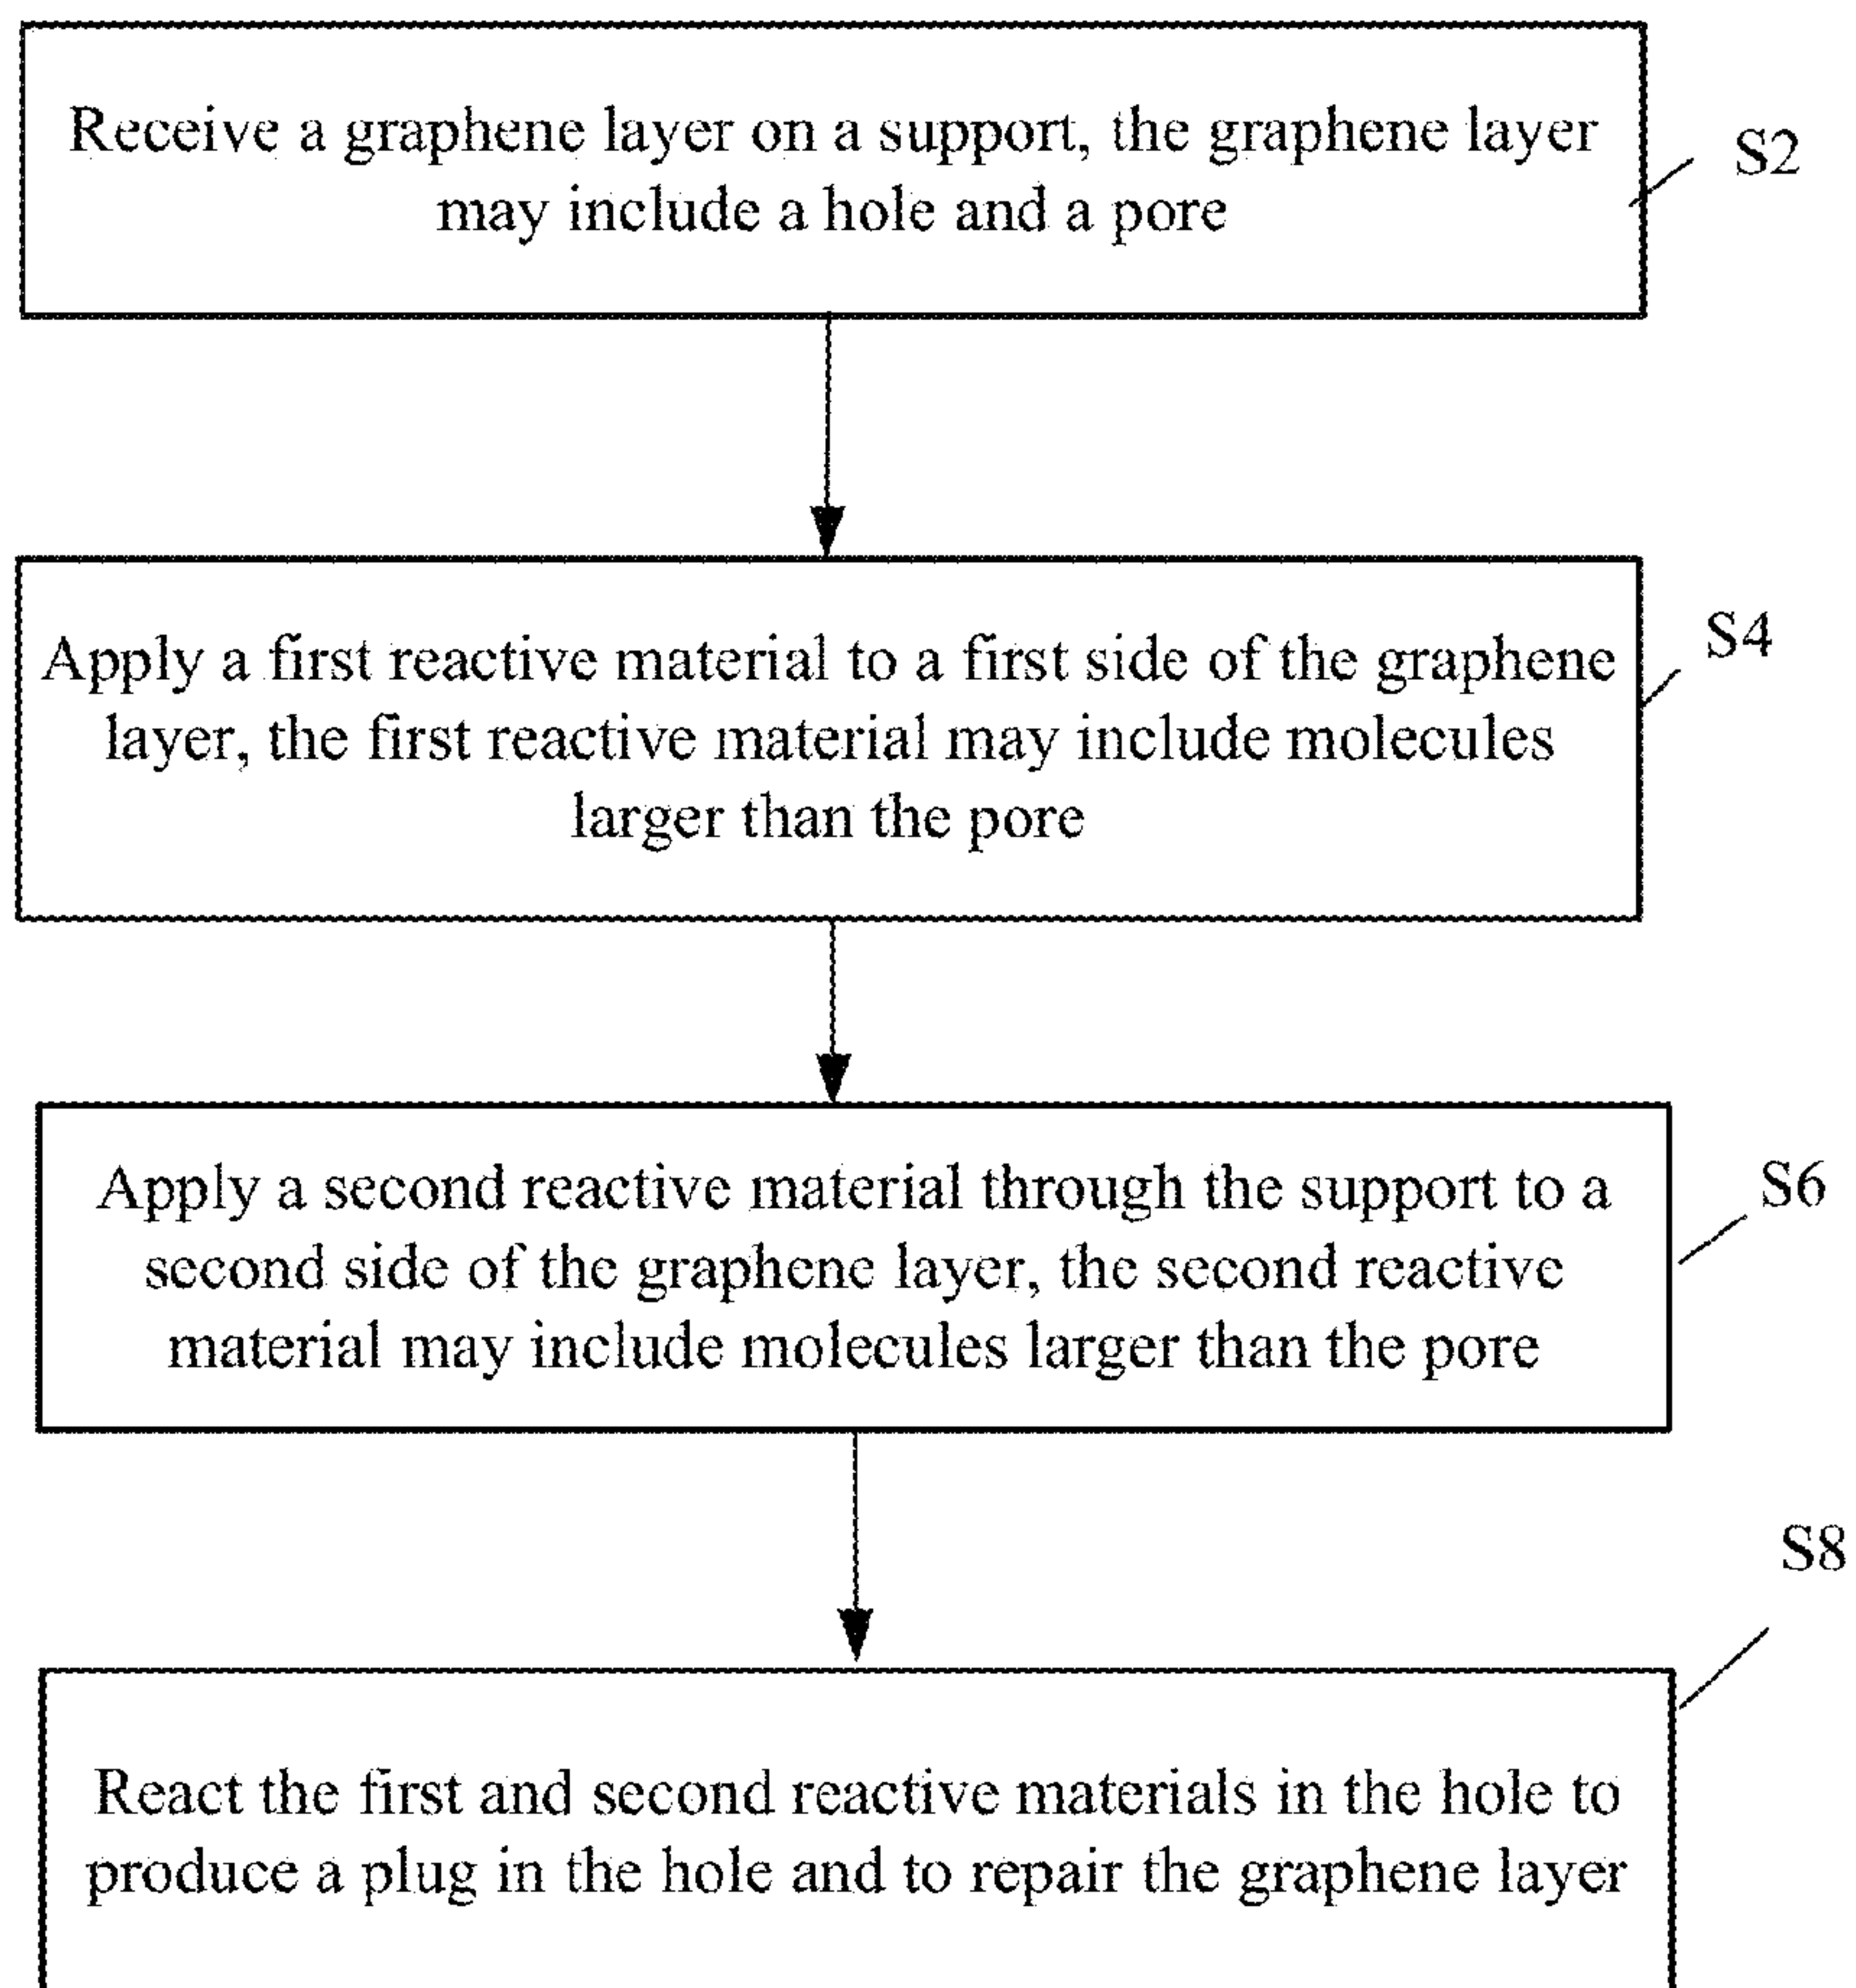 Receive a graphene layer on a support, the graphene layer
may include a hole and a pore
S2
Apply a first reactive material to a first side of the graphene
layer, the first reactive material may include molecules
larger than the pore
S4
Apply a second reactive material through the support to a
second side of the graphene layer, the second reactive
material may include molecules larger than the pore
S6
S8
React the first and second reactive materials in the hole to
produce a plug in the hole and to repair the graphene layer